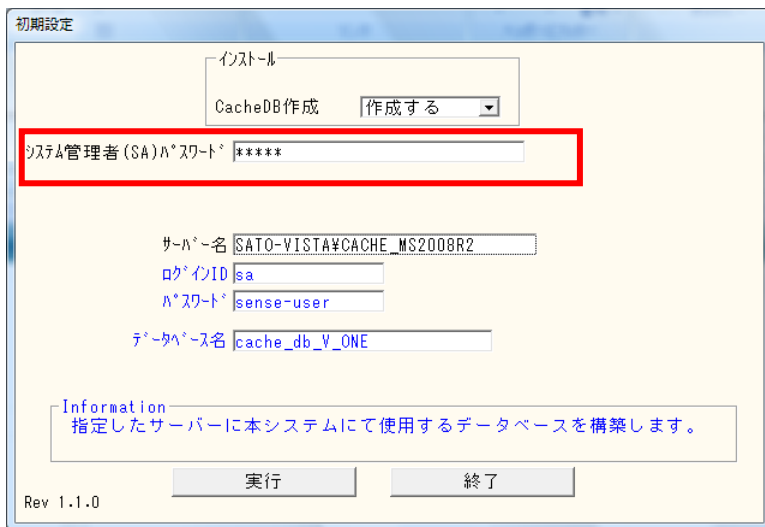 初期設定
ｲﾝｽﾄｰﾙ
CacheDB作成 作成する
ｼｽﾃﾑ管理者(SA)ﾊﾟｽﾜｰﾄﾞ *****
ｻｰﾊﾞｰ名 SATO-VISTA¥CACHE_MS2008R2
ﾛｸﾞｲﾝID sa
ﾊﾟｽﾜｰﾄﾞ sense-user
ﾃﾞｰﾀﾍﾞｰｽ名 cache_db_V_ONE
Information
指定したサーバーに本システムにて使用するデータベースを構築します。
実行 終了
Rev 1.1.0